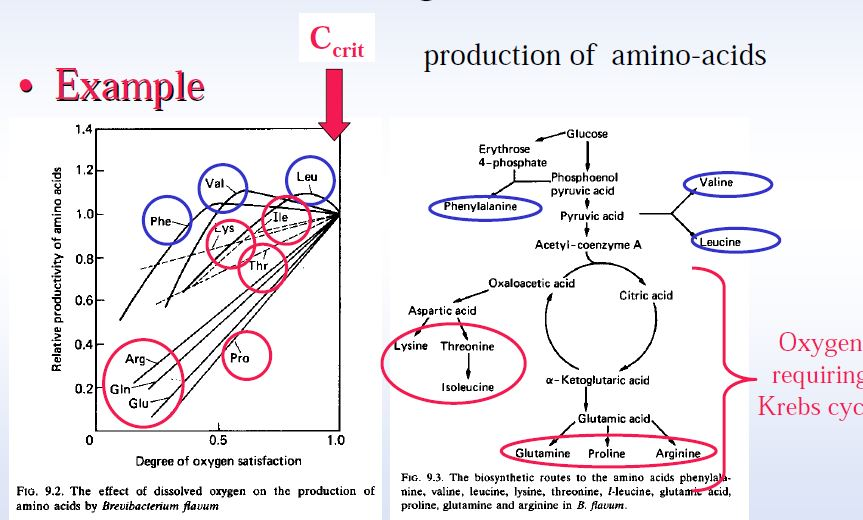 C crit
production of amino-acids
• Example
1.4
1.2
1.0
0.8
0.6
0.4
0.2
0
0.5
1.0
Relative productivity of amino acids
Degree of oxygen satisfaction
Val
Leu
Phe
Lys
Ile
Thr
Arg
Pro
Gln
Glu
FIG. 9.2. The effect of dissolved oxygen on the production of
amino acids by Brevibacterium flavum
Glucose
Erythrose
4-phosphate
Phosphoenol
pyruvic acid
Valine
Phenylalanine
Pyruvic acid
Leucine
Acetyl-coenzyme A
Oxaloacetic acid
Citric acid
Aspartic acid
Lysine Threonine
Isoleucine
α-Ketoglutaric acid
Glutamic acid
Glutamine Proline Arginine
Oxygen
requiring
Krebs cyc
FIG. 9.3. The biosynthetic routes to the amino acids phenyla-
nine, valine, leucine, lysine, threonine, l-leucine, glutamic acid,
proline, glutamine and arginine in B. flavum.